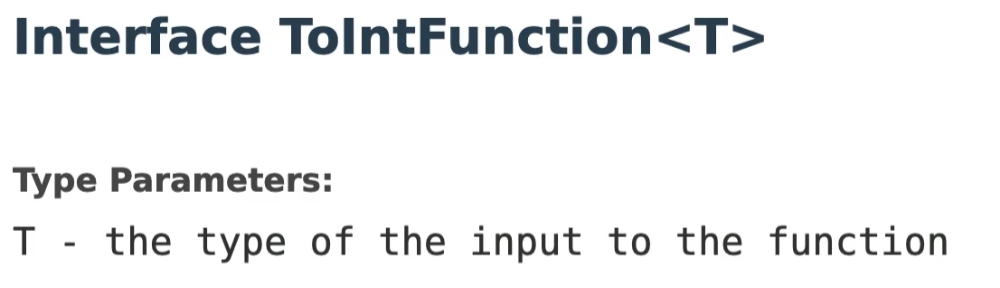 Interface ToIntFunction<T>
Type Parameters:
T - the type of the input to the function